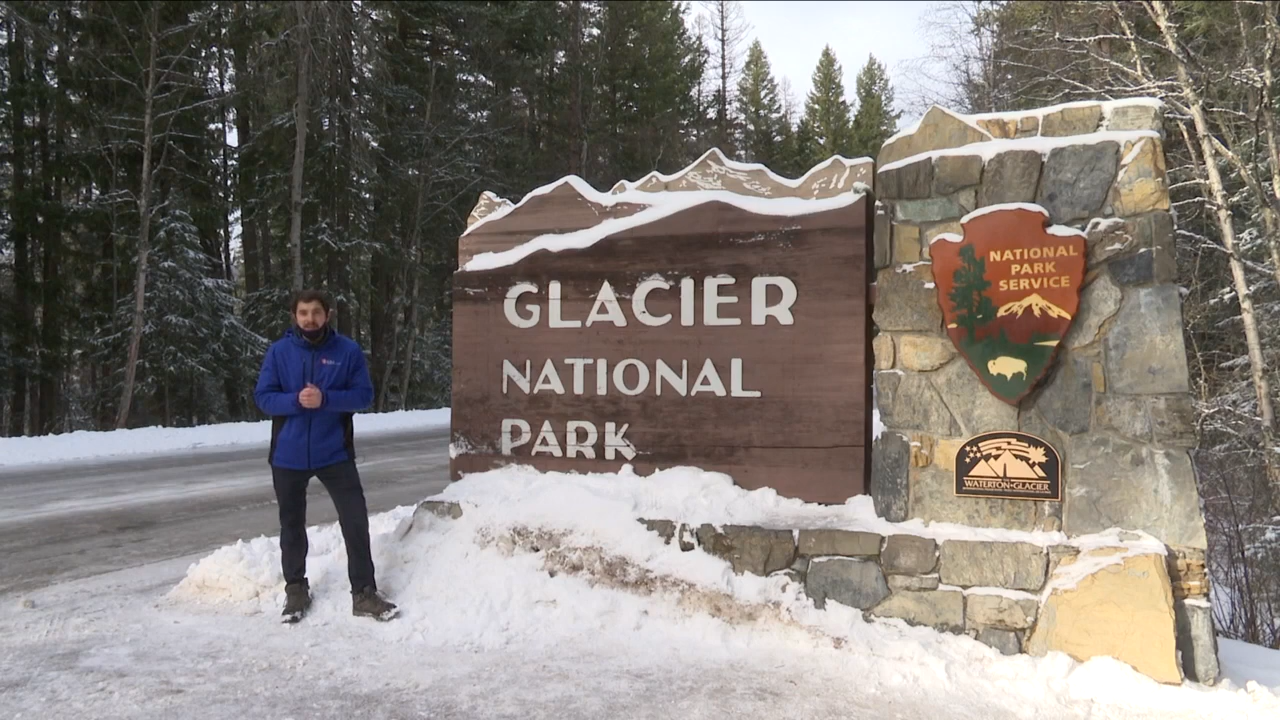 GLACIER
NATIONAL
PARK
NATIONAL
PARK
SERVICE
WATERTON-GLACIER